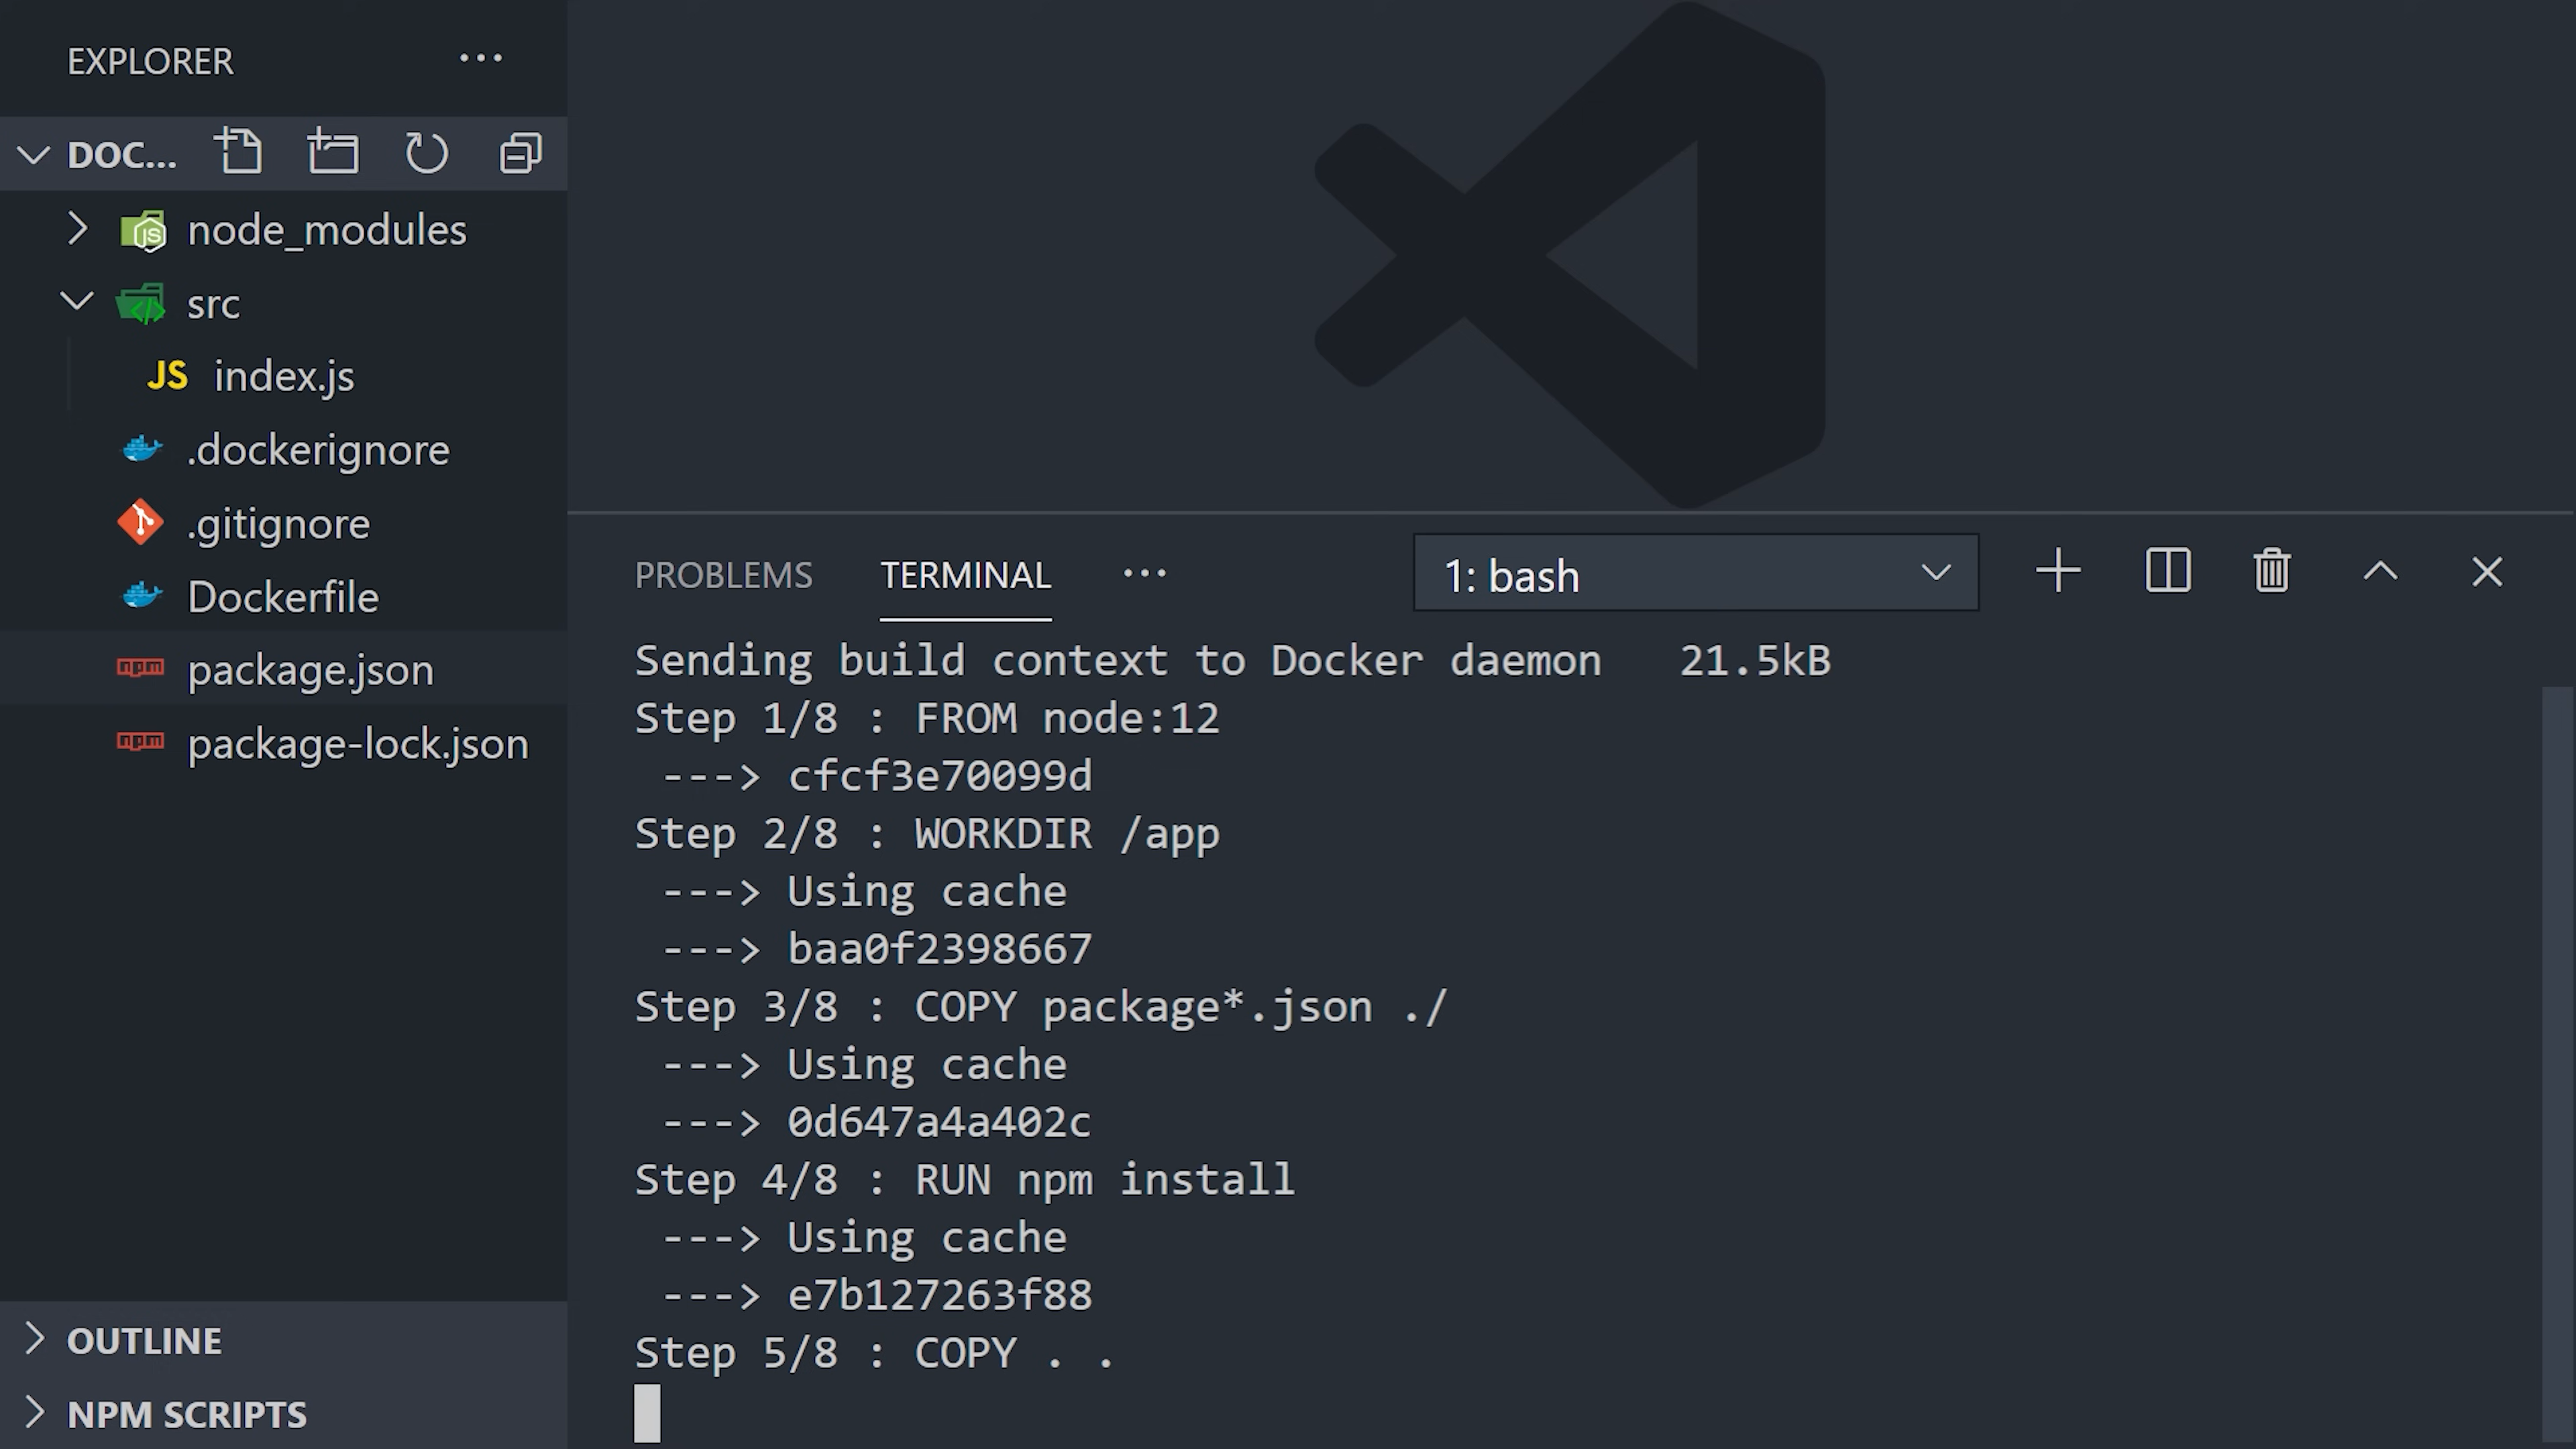 EXPLORER
DOC...
node_modules
src
JS index.js
.dockerignore
.gitignore
Dockerfile
npm package.json
npm package-lock.json
OUTLINE
NPM SCRIPTS
PROBLEMS TERMINAL ... 1: bash
Sending build context to Docker daemon 21.5kB
Step 1/8 : FROM node:12
---> cfcf3e70099d
Step 2/8 : WORKDIR /app
---> Using cache
---> baa0f2398667
Step 3/8 : COPY package*.json ./
---> Using cache
---> 0d647a4a402c
Step 4/8 : RUN npm install
---> Using cache
---> e7b127263f88
Step 5/8 : COPY . .